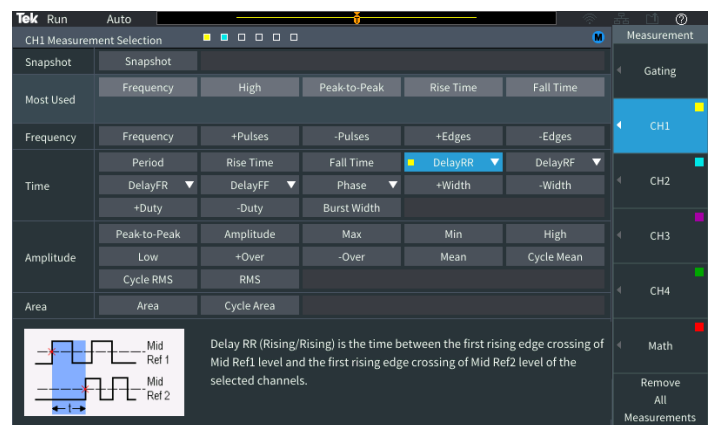 Tek Run Auto
CH1 Measurement Selection M Measurement
Snapshot Snapshot
Gating
Most Used Frequency High Peak-to-Peak Rise Time Fall Time
CH1
Frequency Frequency +Pulses -Pulses +Edges -Edges
Time Period Rise Time Fall Time DelayRR DelayRF
DelayFR DelayFF Phase +Width -Width
+Duty -Duty Burst Width
CH2
Amplitude Peak-to-Peak Amplitude Max Min High
Low +Over -Over Mean Cycle Mean
Cycle RMS RMS
CH3
CH4
Area Area Cycle Area
Mid
Ref 1
Mid
Ref 2
t
Delay RR (Rising/Rising) is the time between the first rising edge crossing of
Mid Ref1 level and the first rising edge crossing of Mid Ref2 level of the
selected channels.
Math
Remove
All
Measurements